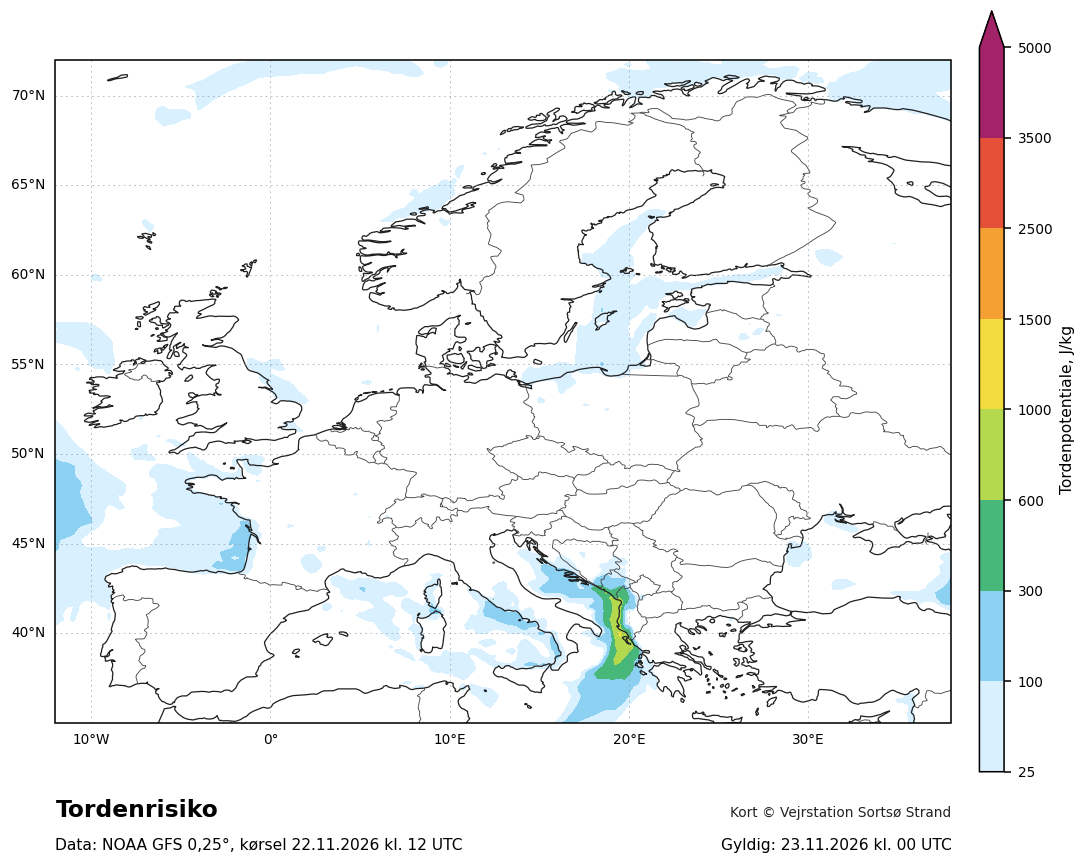 70°N
65°N
60°N
55°N
50°N
45°N
40°N
10°W
0°
10°E
20°E
30°E
5000
3500
2500
1500
1000
600
300
100
25
Tordenpotentiale, J/kg
Tordenrisiko
Kort © Vejrstation Sortsø Strand
Data: NOAA GFS 0,25°, kørsel 22.11.2026 kl. 12 UTC
Gyldig: 23.11.2026 kl. 00 UTC